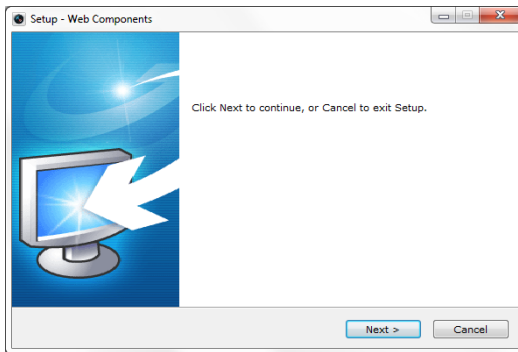 Setup - Web Components
Click Next to continue, or Cancel to exit Setup.
Next >
Cancel